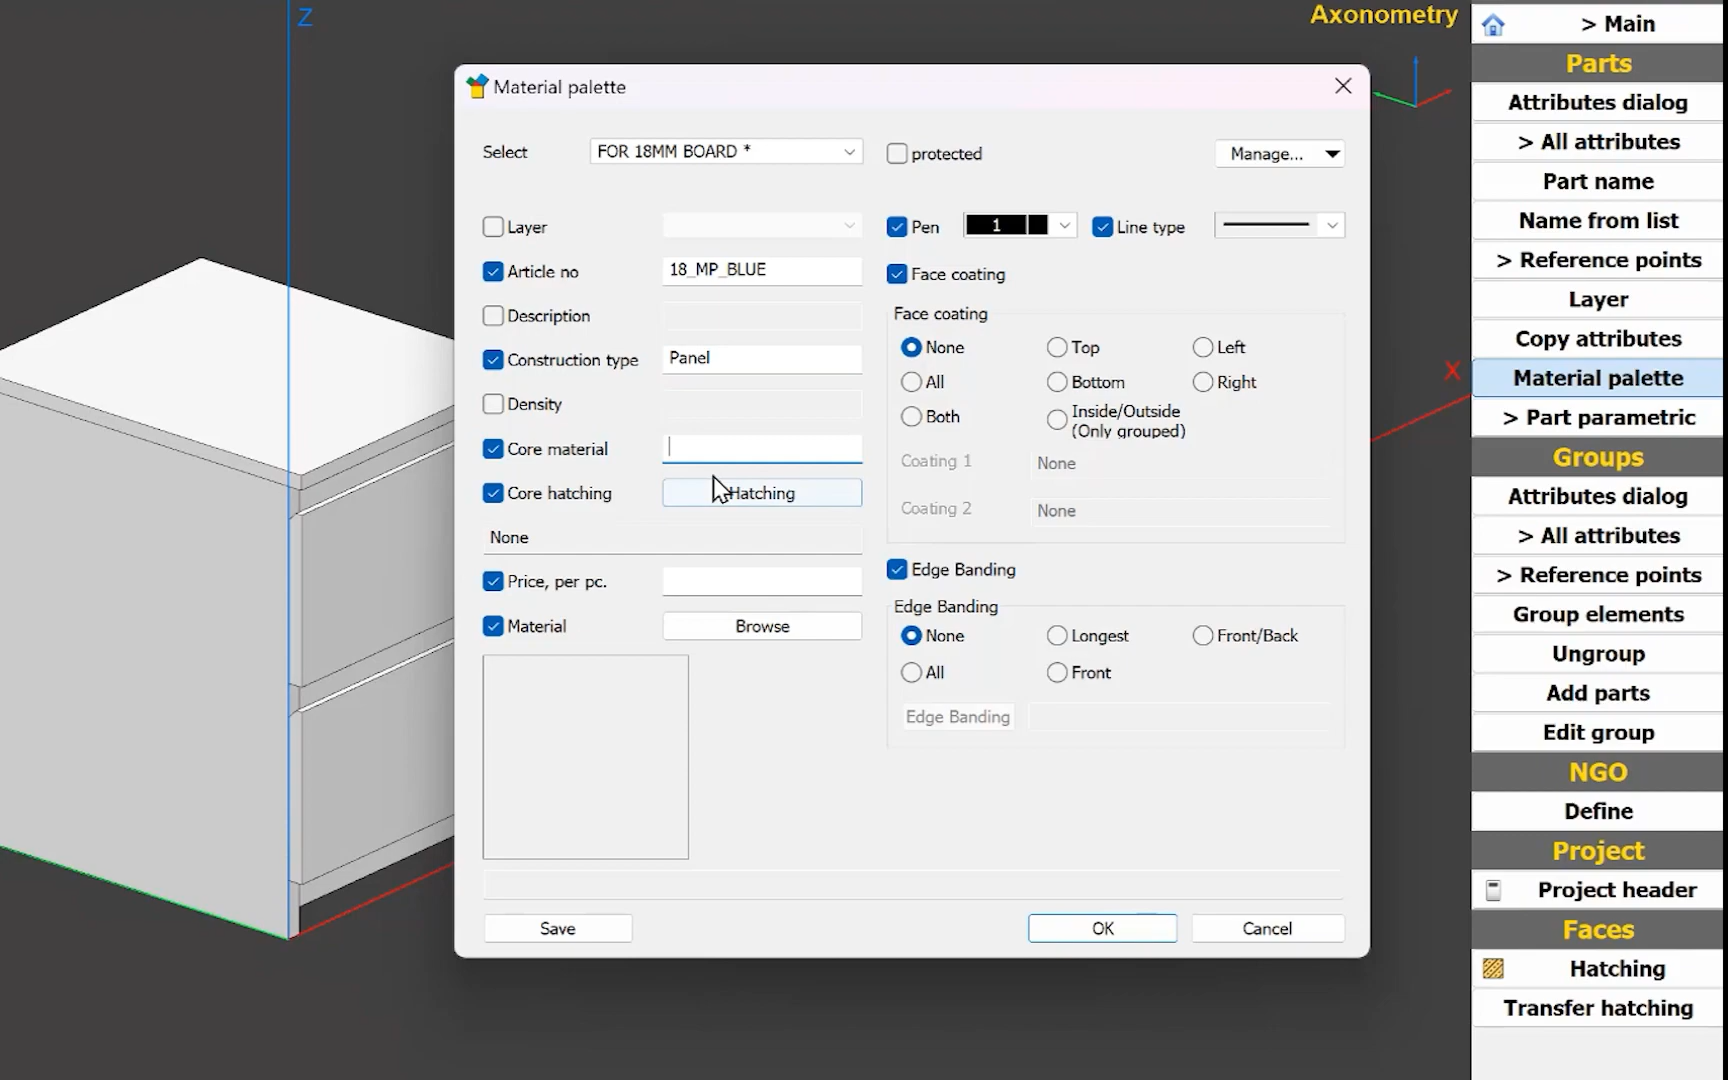 Z
Axonometry
X
Material palette
Select
FOR 18MM BOARD *
protected
Manage...
Layer
Pen
1
Line type
Article no
18_MP_BLUE
Face coating
Description
Face coating
Construction type
Panel
None
Top
Left
Density
All
Bottom
Right
Both
Inside/Outside
(Only grouped)
Core material
Coating 1
None
Core hatching
Hatching
Coating 2
None
None
Price, per pc.
Edge Banding
Edge Banding
Material
Browse
None
Longest
Front/Back
All
Front
Edge Banding
Save
OK
Cancel
> Main
Parts
Attributes dialog
> All attributes
Part name
Name from list
> Reference points
Layer
Copy attributes
Material palette
> Part parametric
Groups
Attributes dialog
> All attributes
> Reference points
Group elements
Ungroup
Add parts
Edit group
NGO
Define
Project
Project header
Faces
Hatching
Transfer hatching